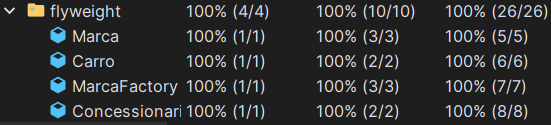 flyweight 100% (4/4) 100% (10/10) 100% (26/26)
Marca 100% (1/1) 100% (3/3) 100% (5/5)
Carro 100% (1/1) 100% (2/2) 100% (6/6)
MarcaFactory 100% (1/1) 100% (3/3) 100% (7/7)
Concessionari 100% (1/1) 100% (2/2) 100% (8/8)